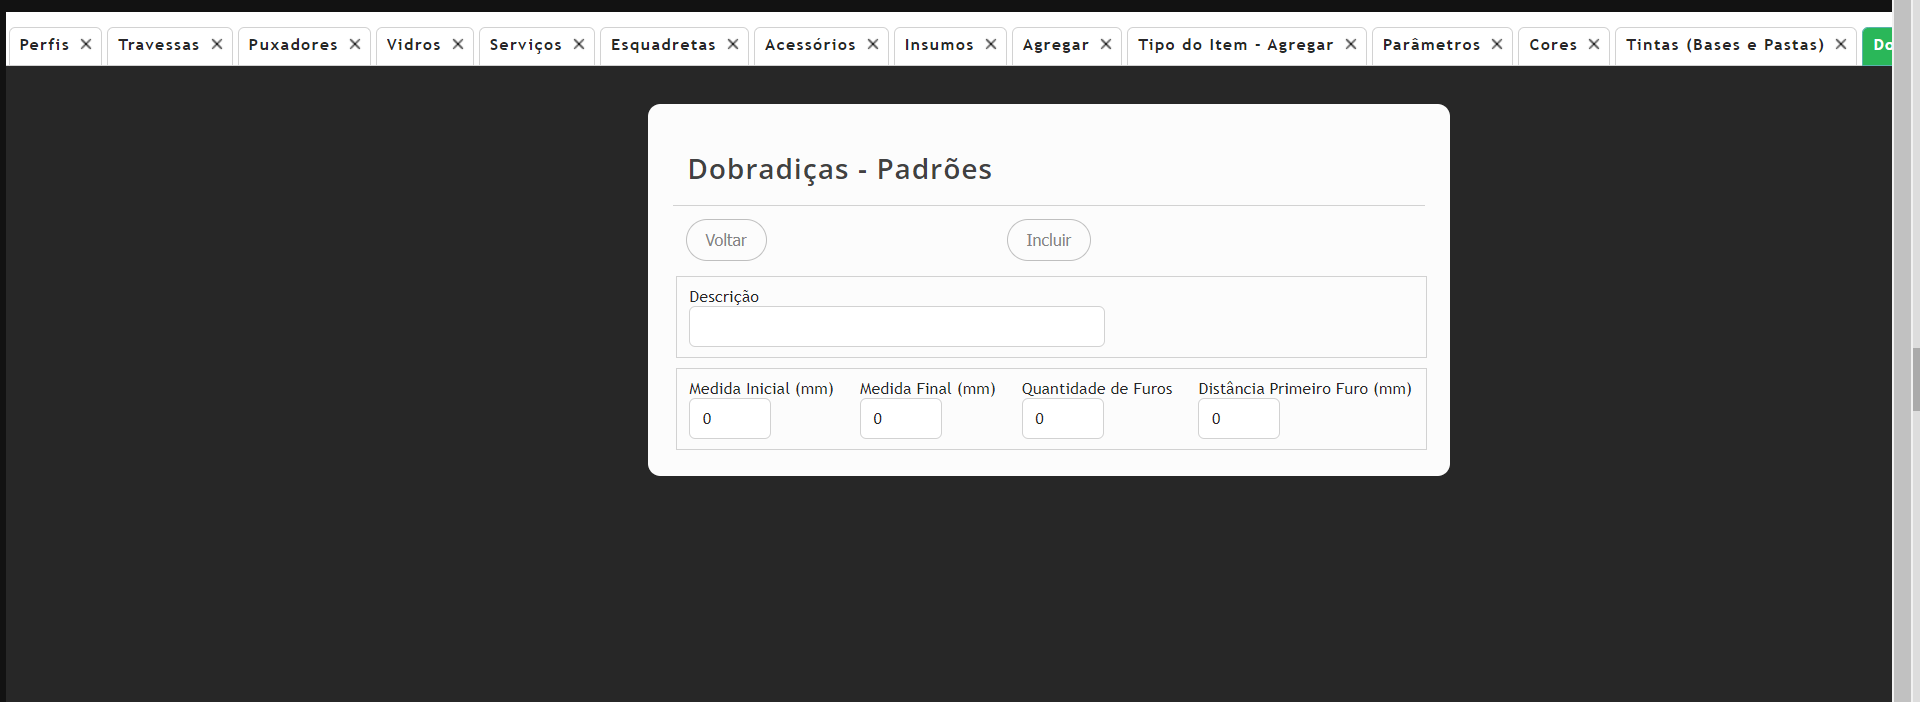 Perfis Travessas Puxadores Vidros Serviços Esquadretas Acessórios Insumos Agregar Tipo do Item - Agregar Parâmetros Cores Tintas (Bases e Pastas) Do
Dobradiças - Padrões
Voltar Incluir
Descrição
Medida Inicial (mm) Medida Final (mm) Quantidade de Furos Distância Primeiro Furo (mm)
0 0 0 0